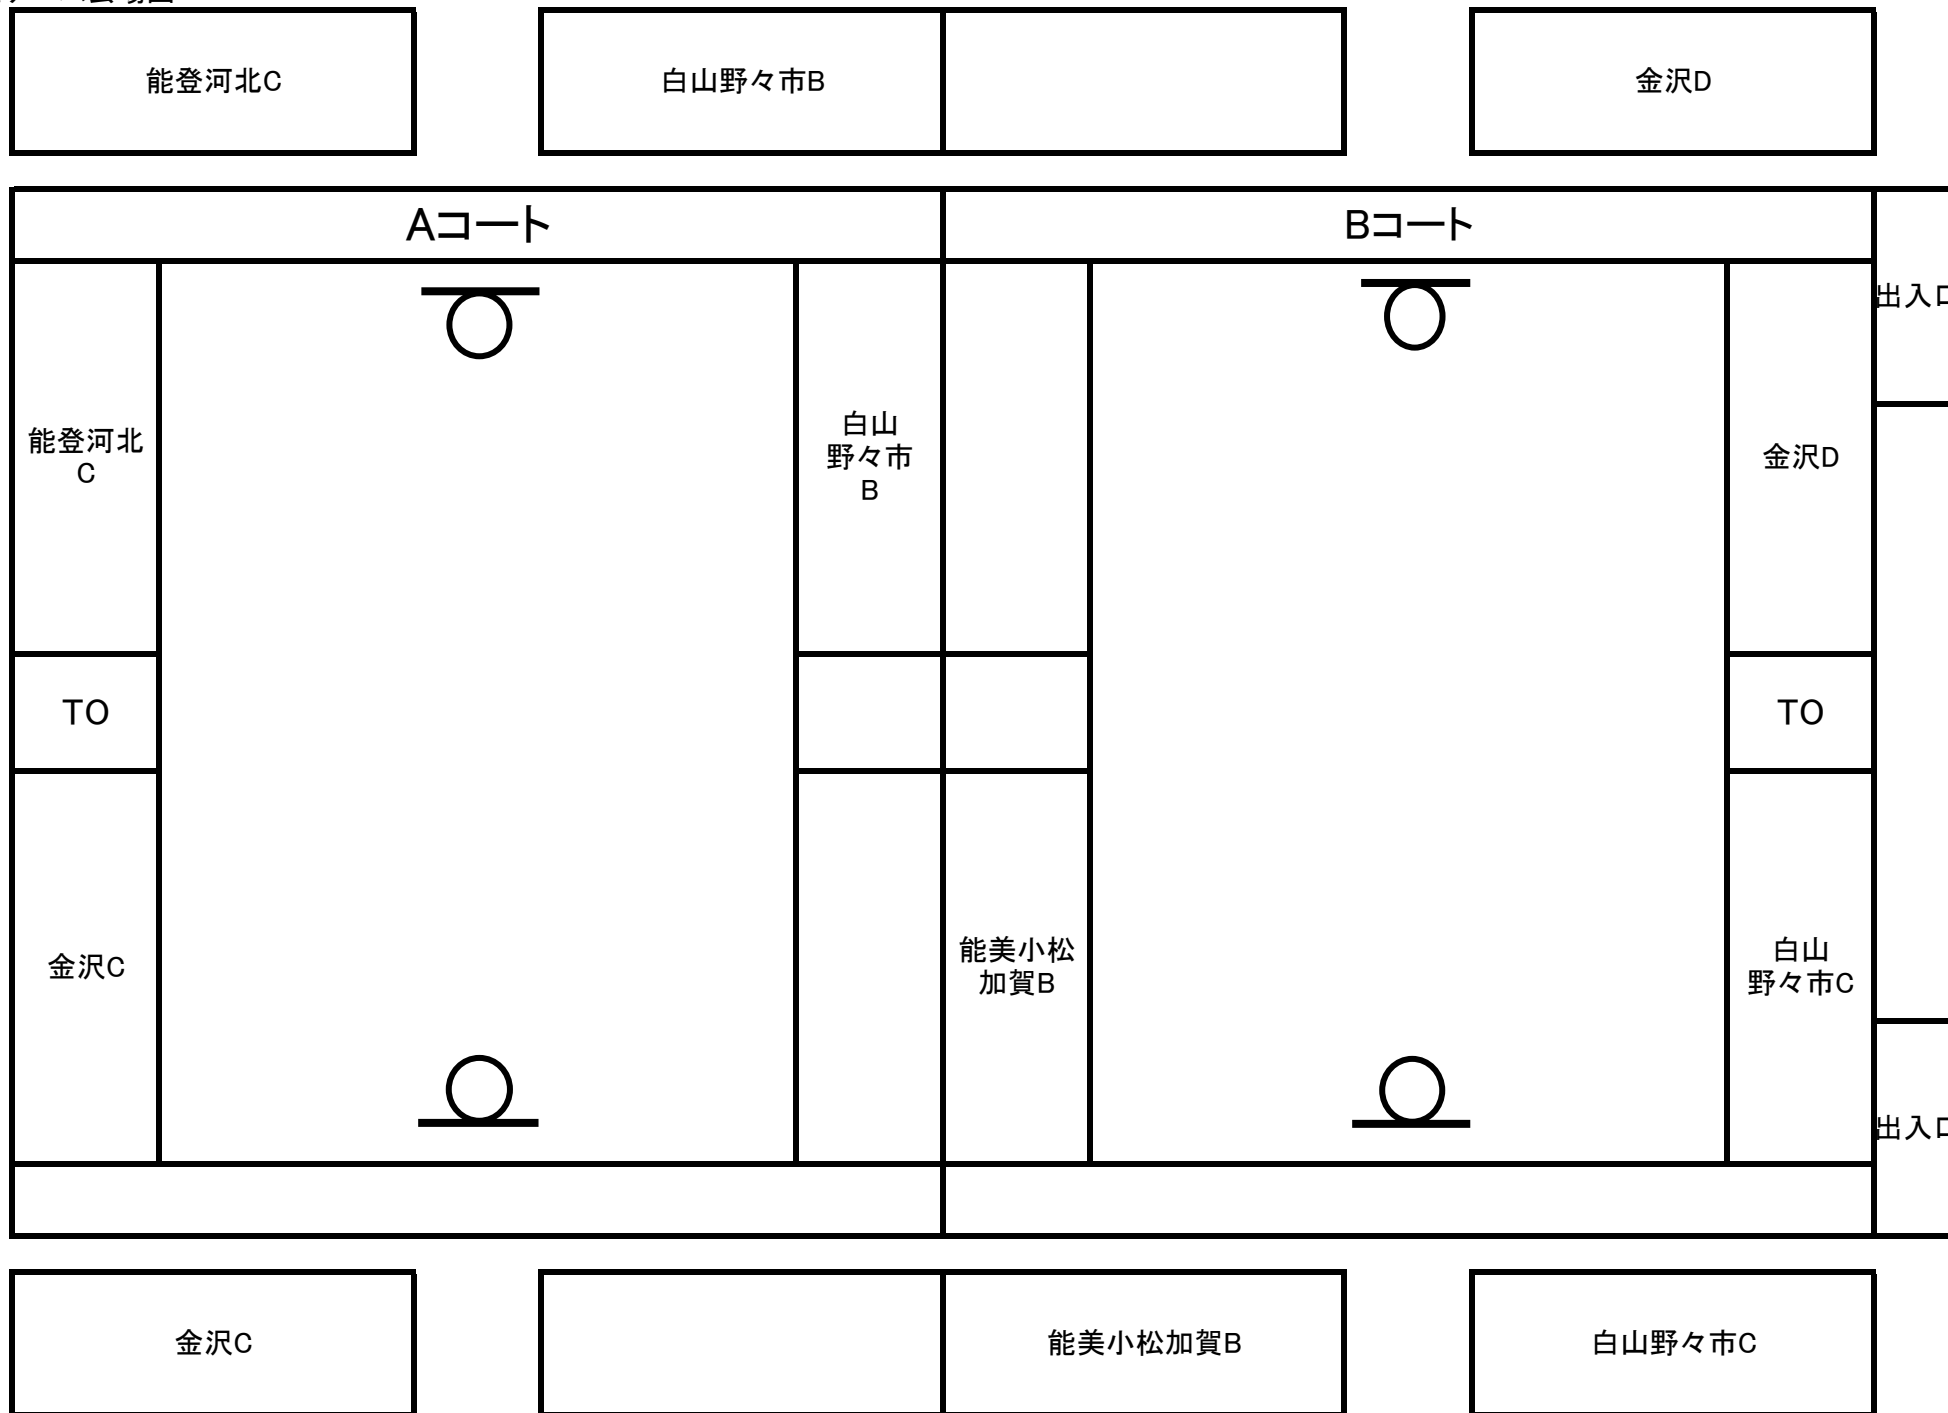 能登河北C
白山野々市B
金沢D
Aコート
Bコート
出入口
能登河北
C
白山
野々市
B
金沢D
TO
TO
金沢C
能美小松
加賀B
白山
野々市C
出入口
金沢C
能美小松加賀B
白山野々市C